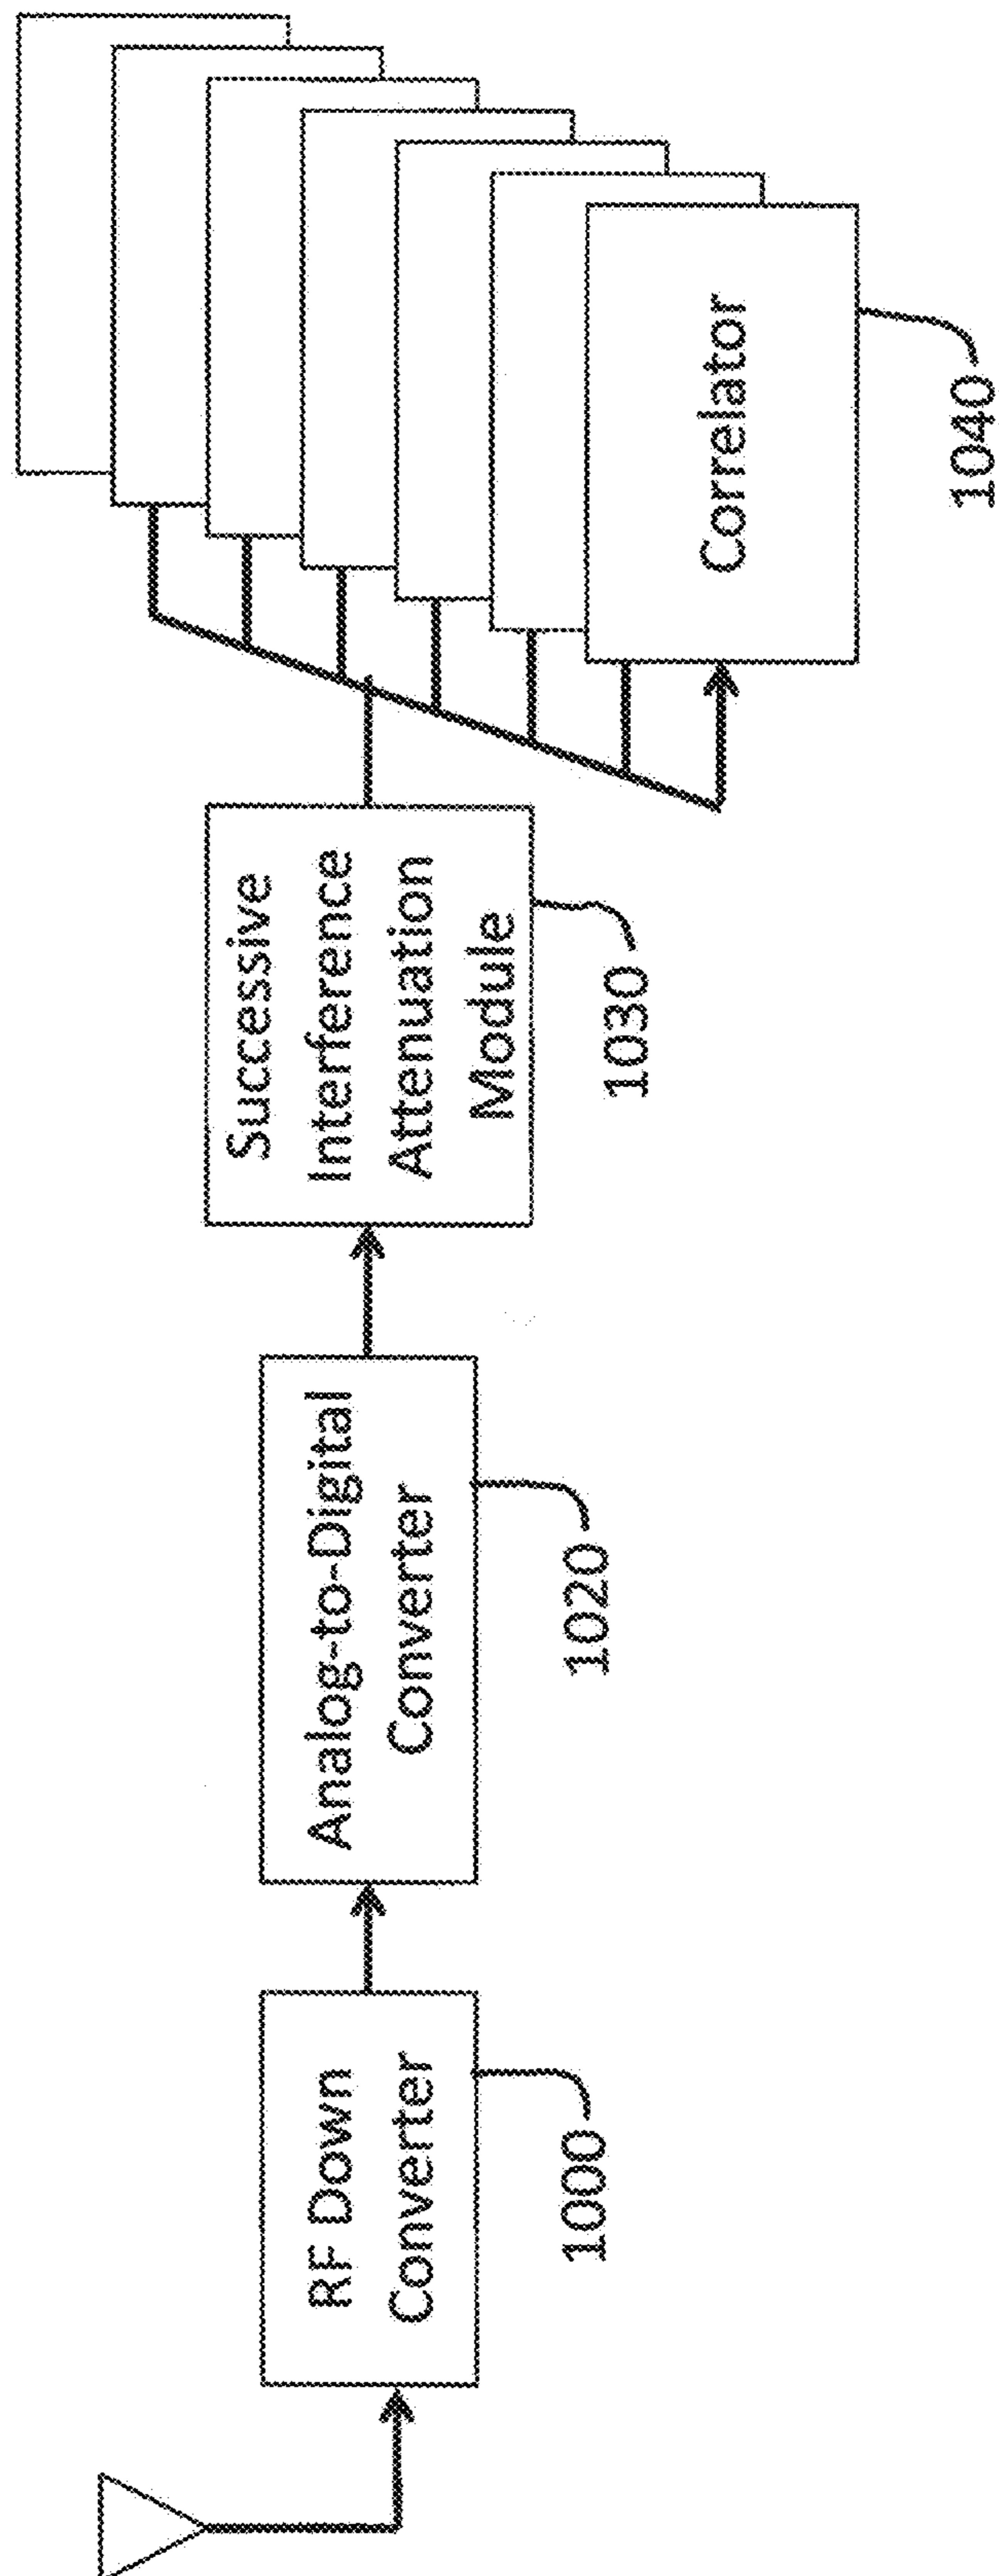 RF Down
Converter
1000
Analog-to-Digital
Converter
1020
Successive
Interference
Attenuation
Module
1030
Correlator
1040